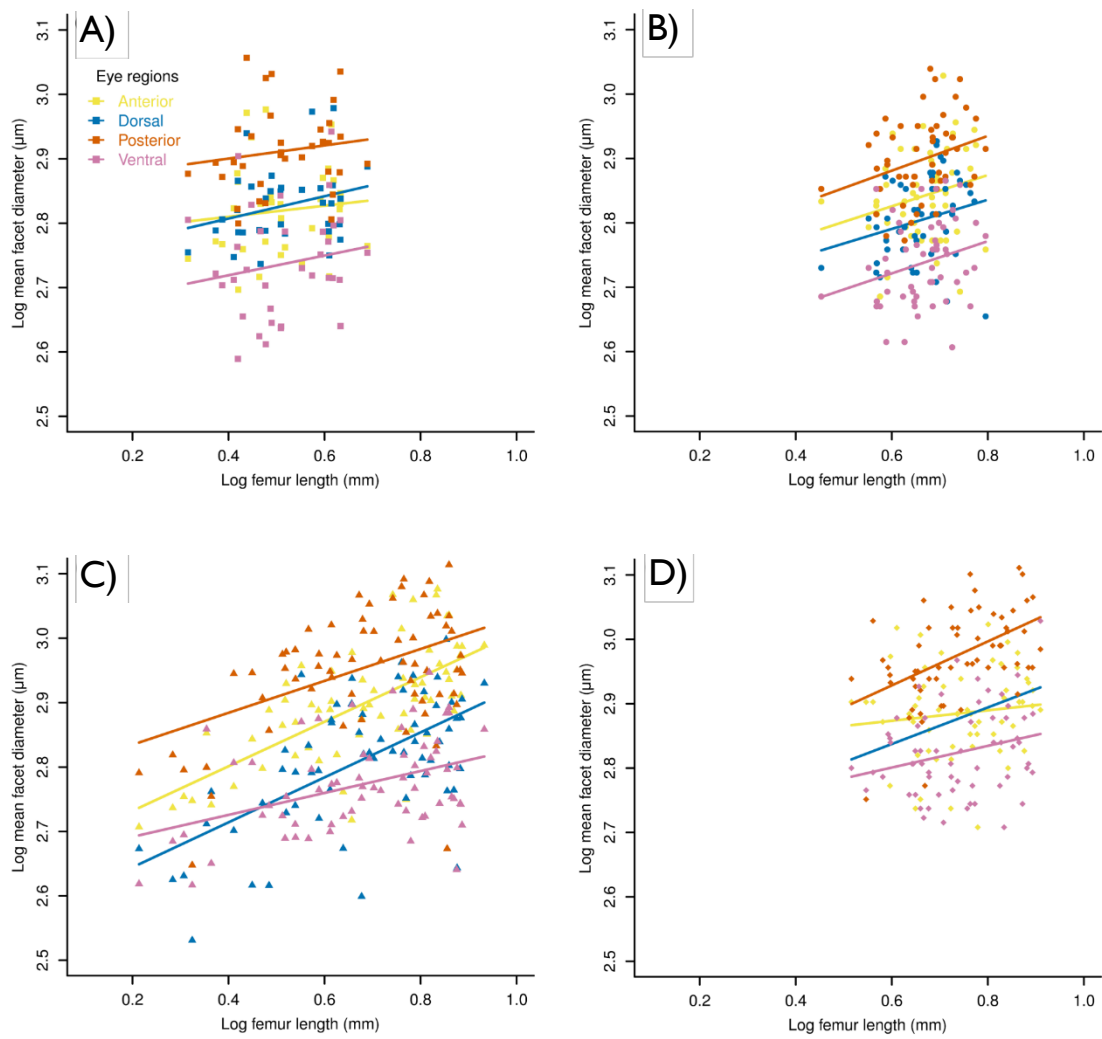 A)
Eye regions
Anterior
Dorsal
Posterior
Ventral
3.1
3.0
2.9
2.8
2.7
2.6
2.5
Log mean facet diameter (µm)
0.2 0.4 0.6 0.8 1.0
Log femur length (mm)
B)
3.1
3.0
2.9
2.8
2.7
2.6
2.5
Log mean facet diameter (µm)
0.2 0.4 0.6 0.8 1.0
Log femur length (mm)
C)
3.1
3.0
2.9
2.8
2.7
2.6
2.5
Log mean facet diameter (µm)
0.2 0.4 0.6 0.8 1.0
Log femur length (mm)
D)
3.1
3.0
2.9
2.8
2.7
2.6
2.5
Log mean facet diameter (µm)
0.2 0.4 0.6 0.8 1.0
Log femur length (mm)